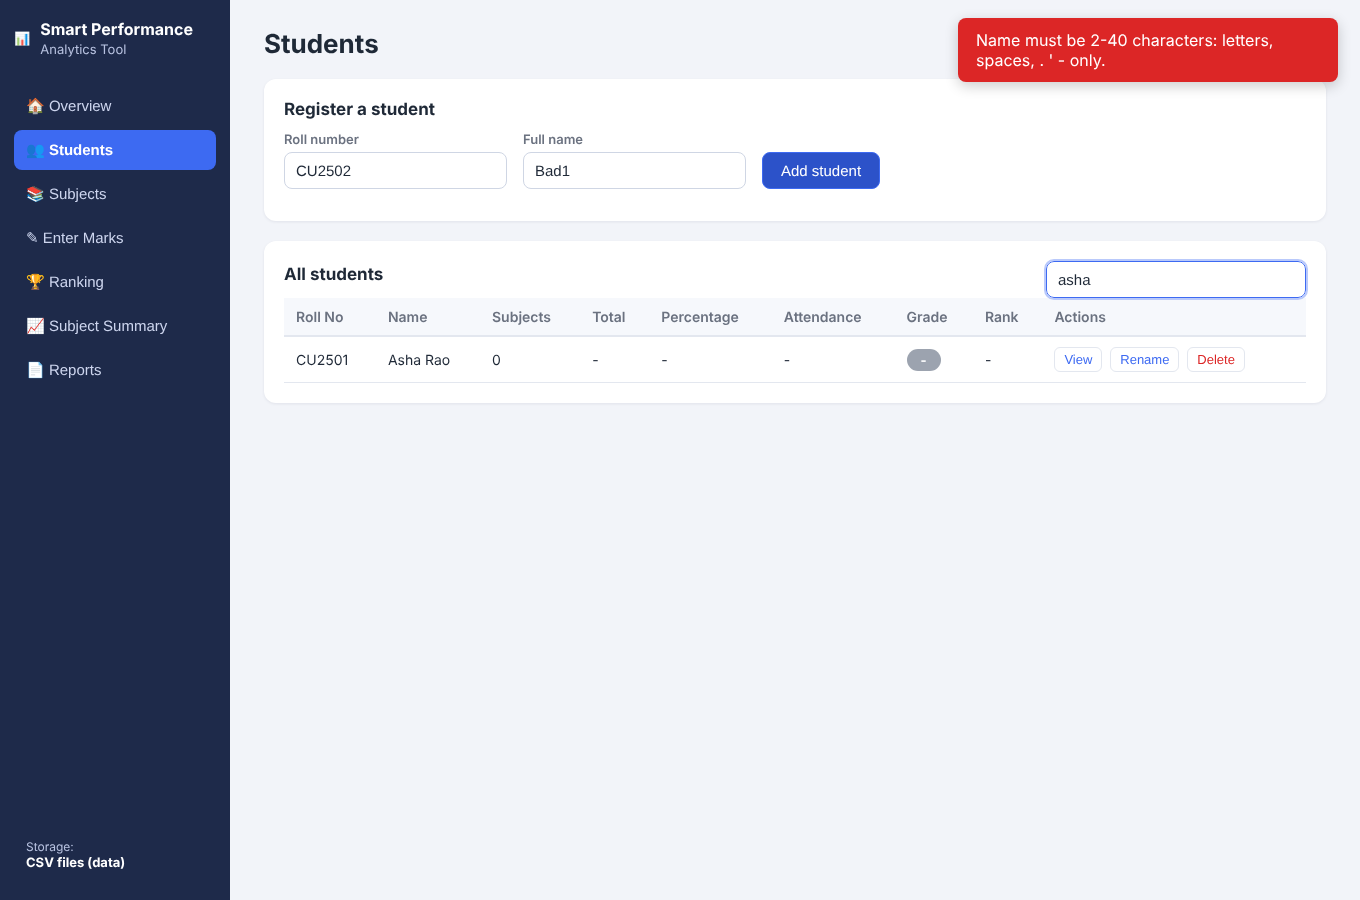 Smart Performance
Analytics Tool
Overview
Students
Subjects
Enter Marks
Ranking
Subject Summary
Reports
Storage:
CSV files (data)
Students
Name must be 2-40 characters: letters,
spaces, . ' - only.
Register a student
Roll number Full name
CU2502 Bad1 Add student
All students asha
Roll No Name Subjects Total Percentage Attendance Grade Rank Actions
CU2501 Asha Rao 0 - - - - - View Rename Delete